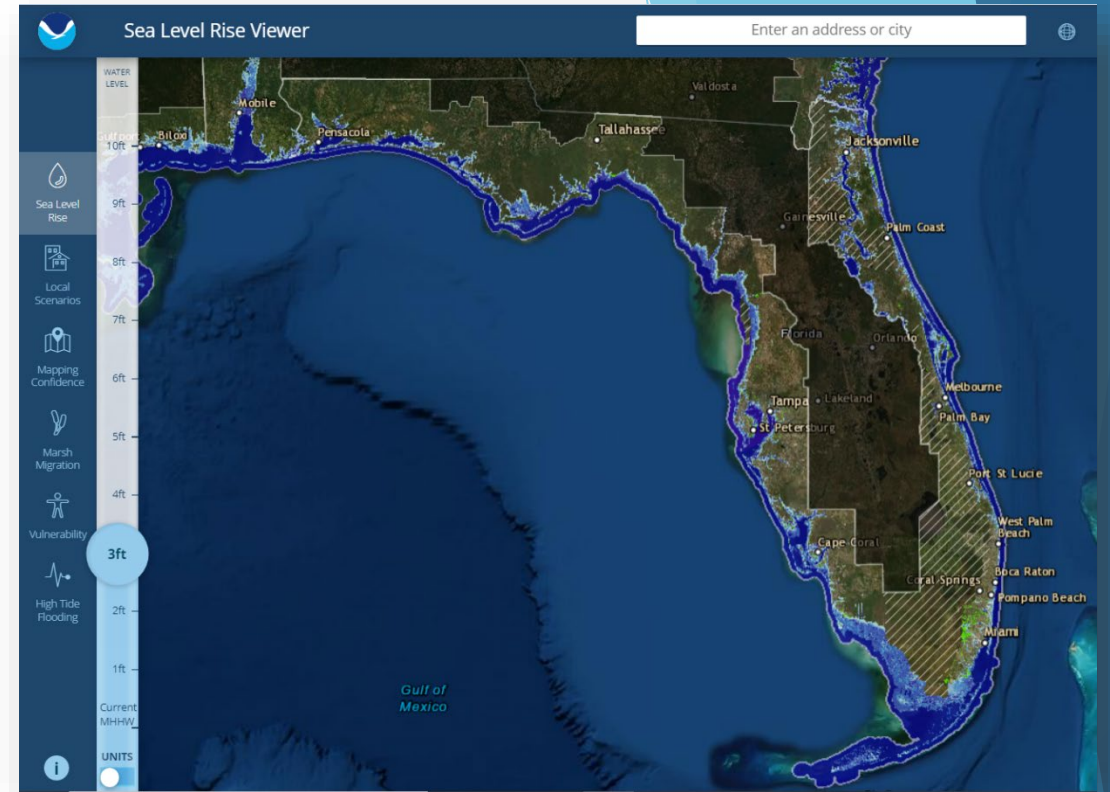 Sea Level Rise Viewer
Enter an address or city
WATER
LEVEL
10ft
9ft
8ft
7ft
6ft
5ft
4ft
3ft
2ft
1ft
Current
MHHW
UNITS
Sea Level
Rise
Local
Scenarios
Mapping
Confidence
Marsh
Migration
Vulnerability
High Tide
Flooding
i
Valdosta
Mobile
Gulfport
Biloxi
Pensacola
Tallahassee
Jacksonville
Gainesville
Palm Coast
Florida
Orlando
Melbourne
Palm Bay
Tampa
Lakeland
St Petersburg
Port St Lucie
West Palm
Beach
Cape Coral
Boca Raton
Coral Springs
Pompano Beach
Miami
Gulf of
Mexico